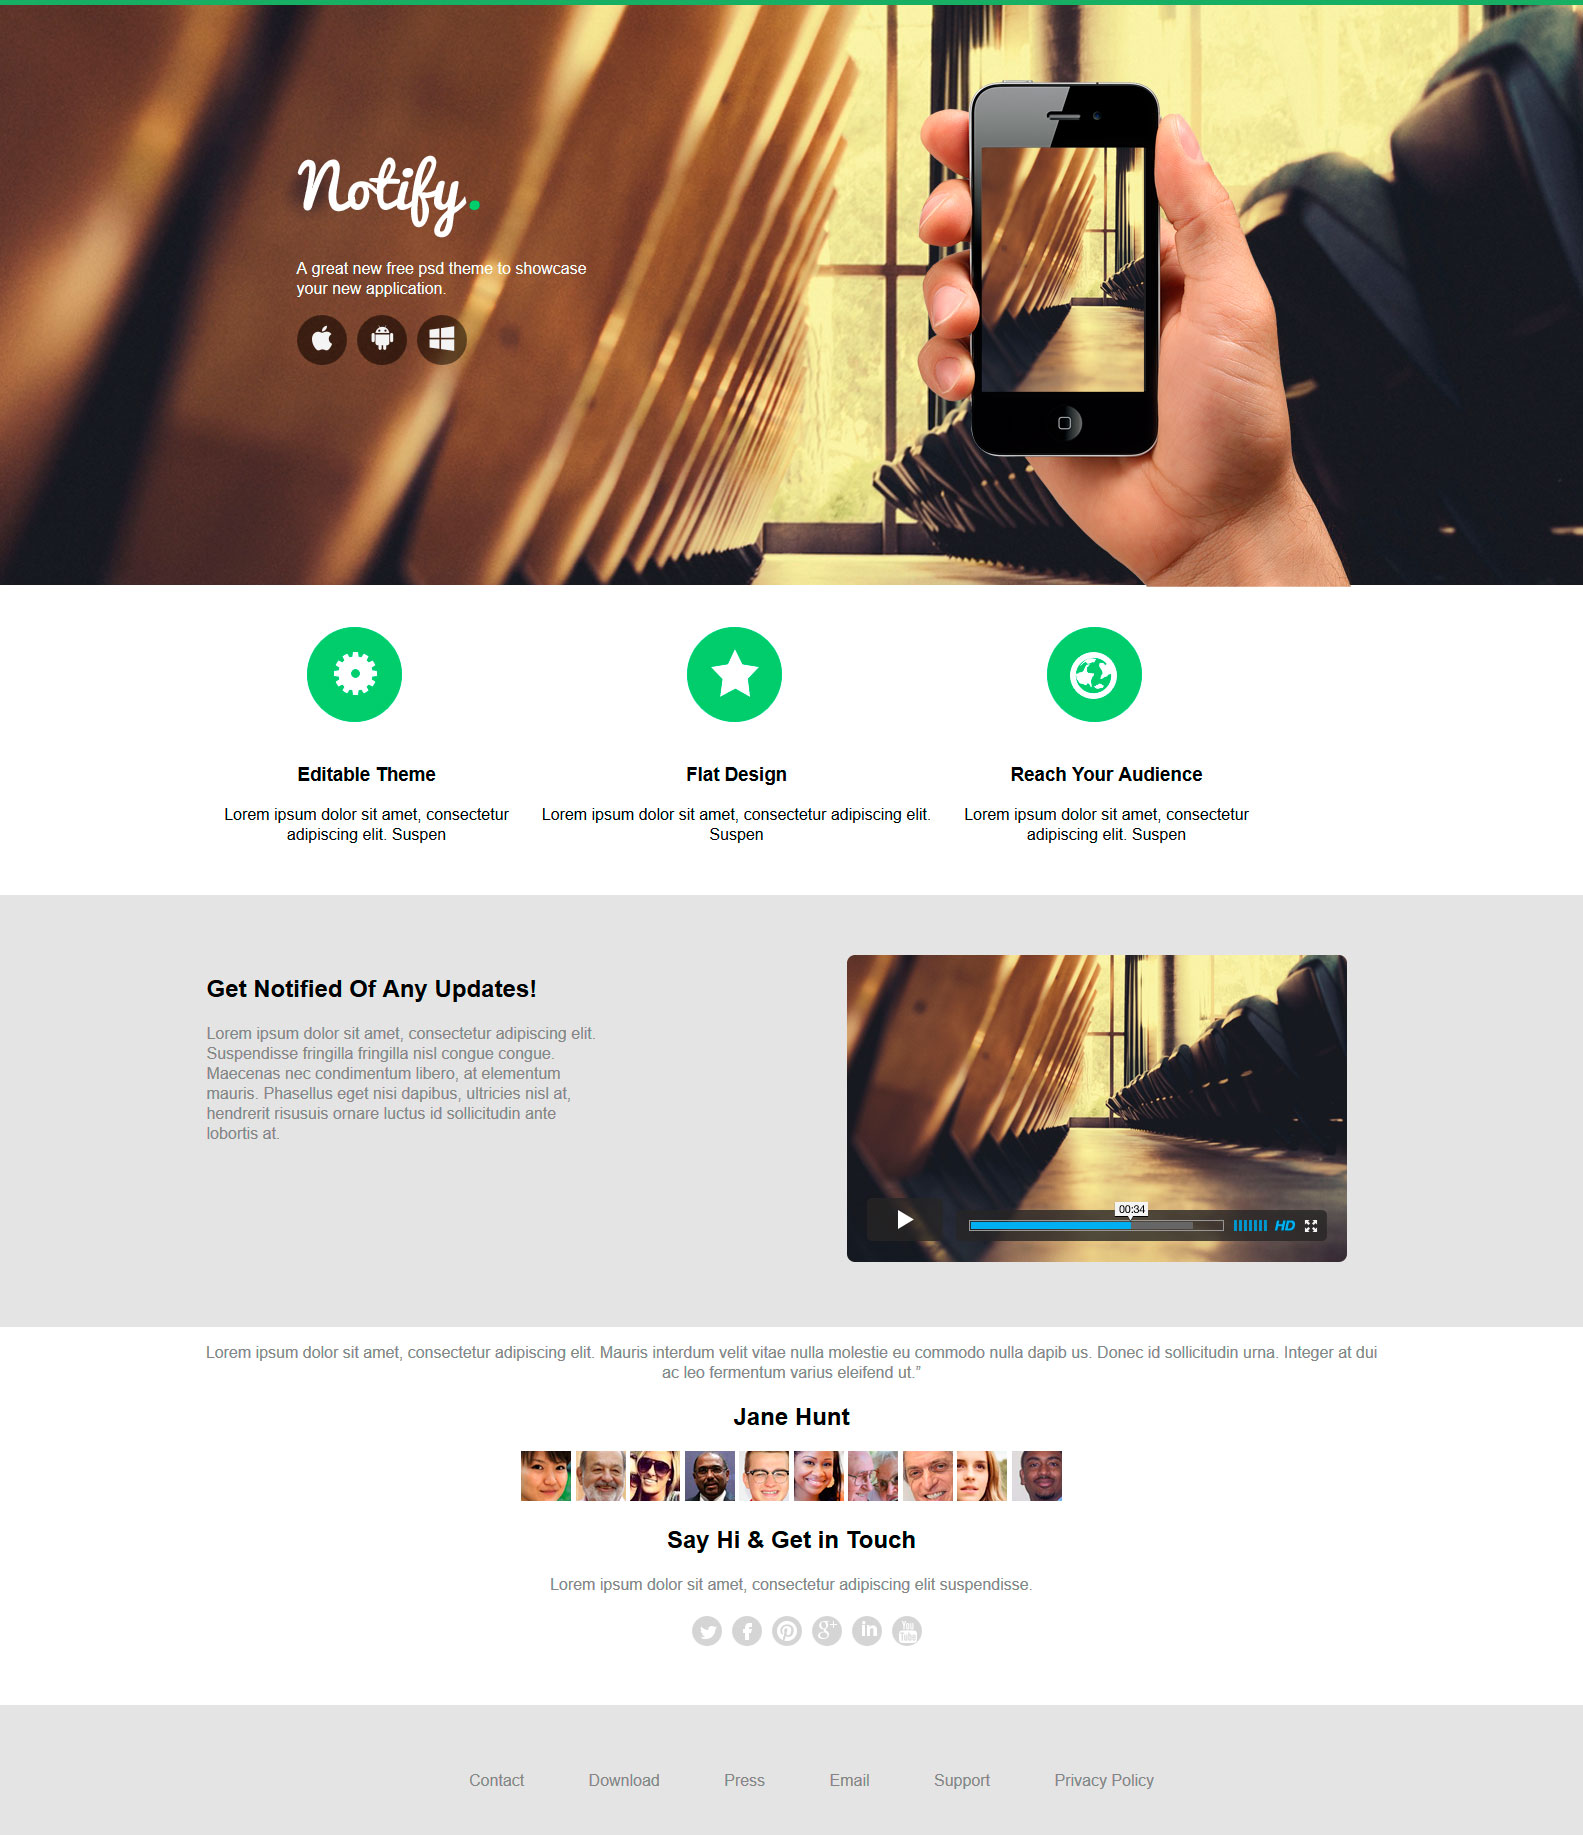 Notify.
A great new free psd theme to showcase
your new application.
Editable Theme
Flat Design
Reach Your Audience
Lorem ipsum dolor sit amet, consectetur
adipiscing elit. Suspen
Lorem ipsum dolor sit amet, consectetur adipiscing elit.
Suspen
Lorem ipsum dolor sit amet, consectetur
adipiscing elit. Suspen
Get Notified Of Any Updates!
Lorem ipsum dolor sit amet, consectetur adipiscing elit.
Suspendisse fringilla fringilla nisl congue congue.
Maecenas nec condimentum libero, at elementum
mauris. Phasellus eget nisi dapibus, ultricies nisl at,
hendrerit risusuis ornare luctus id sollicitudin ante
lobortis at.
00:34
HD
Lorem ipsum dolor sit amet, consectetur adipiscing elit. Mauris interdum velit vitae nulla molestie eu commodo nulla dapib us. Donec id sollicitudin urna. Integer at dui
ac leo fermentum varius eleifend ut.”
Jane Hunt
Say Hi & Get in Touch
Lorem ipsum dolor sit amet, consectetur adipiscing elit suspendisse.
g+ in You Tube
Contact Download Press Email Support Privacy Policy